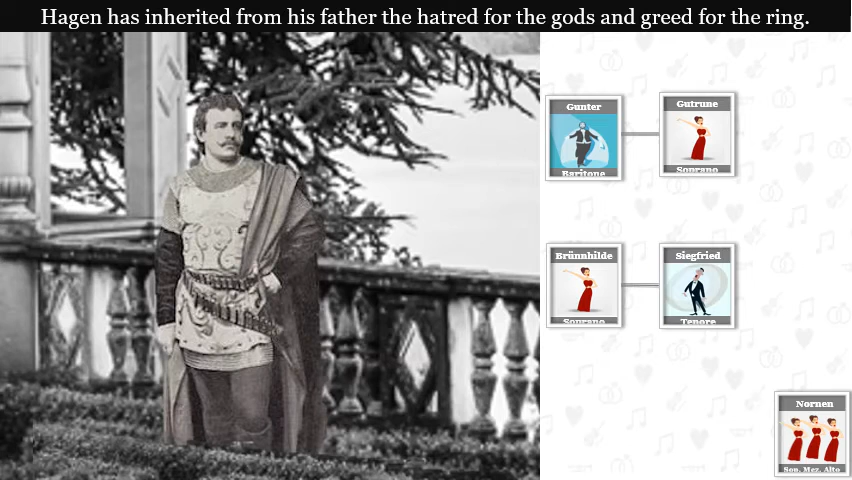 Hagen has inherited from his father the hatred for the gods and greed for the ring.
Gunter
Baritone
Gutrune
Soprano
Brünnhilde
Soprano
Siegfried
Tenore
Nornen
Sop. Mez. Alto